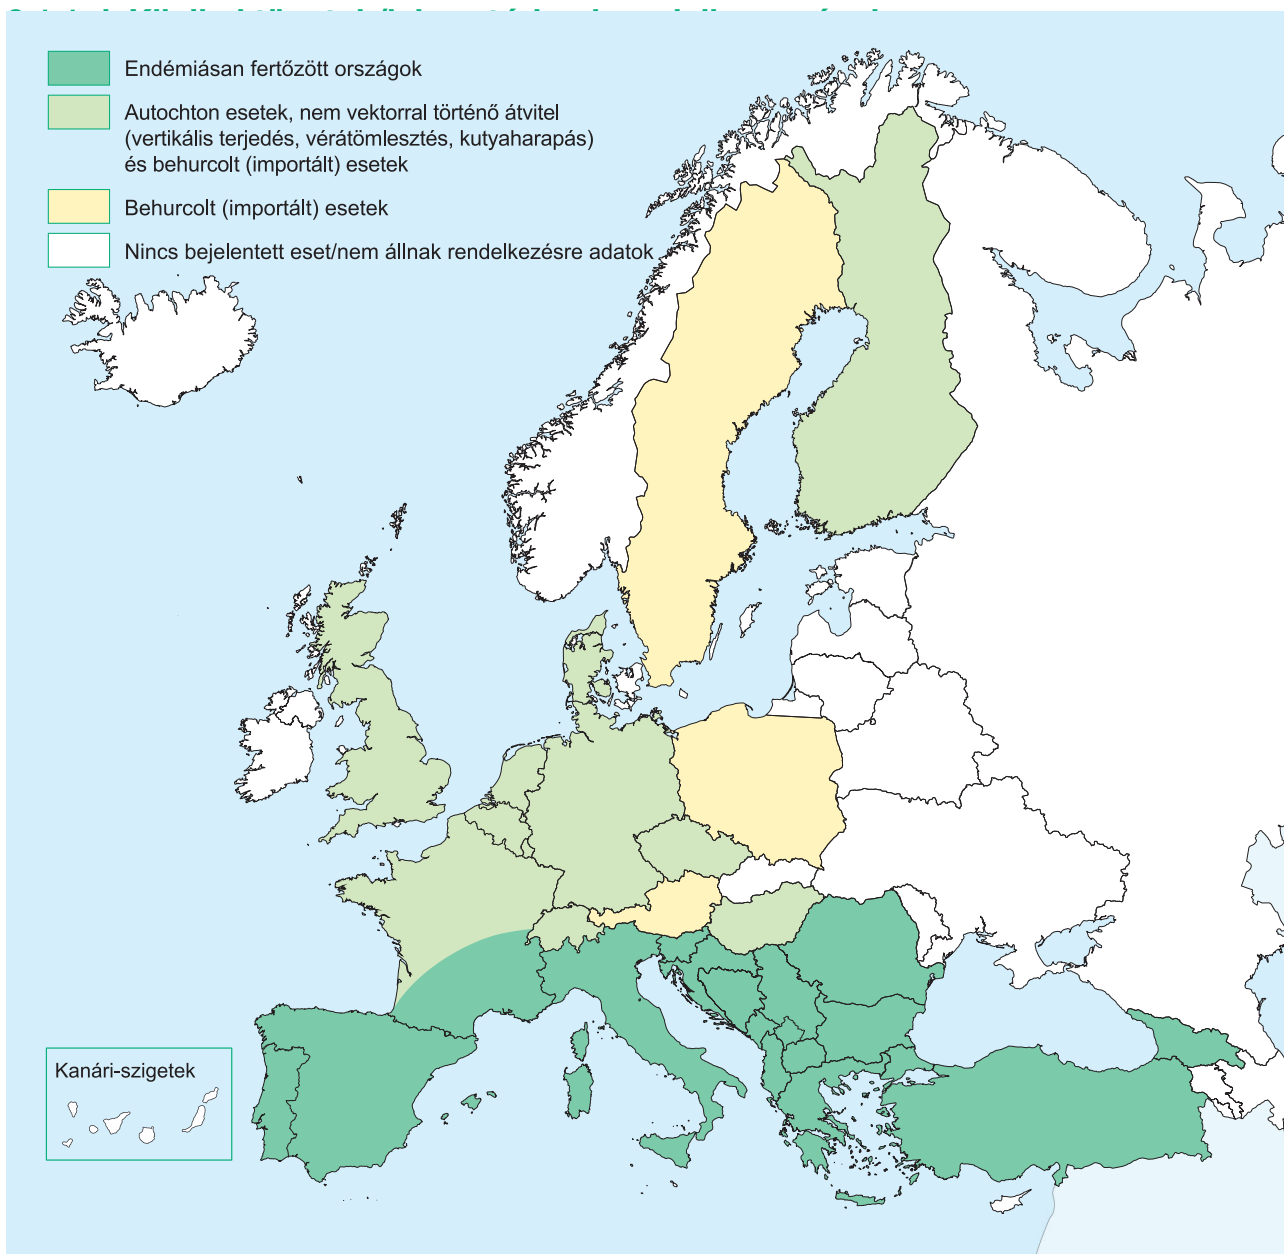 Endémiásan fertőzött országok
Autochton esetek, nem vektorral történő átvitel
(vertikális terjedés, vérátömlesztés, kutyaharapás)
és behurcolt (importált) esetek
Behurcolt (importált) esetek
Nincs bejelentett eset/nem állnak rendelkezésre adatok
Kanári-szigetek